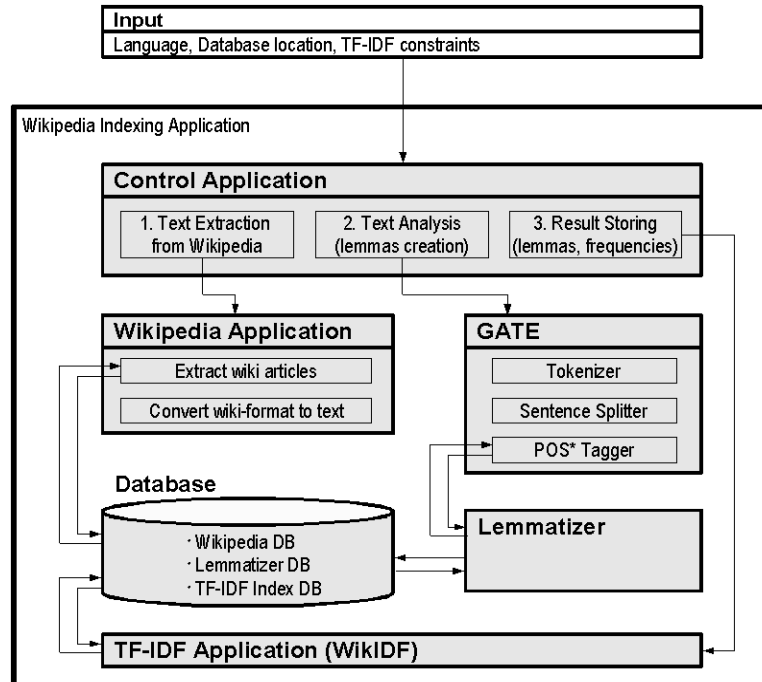 Input
Language, Database location, TF-IDF constraints
Wikipedia Indexing Application
Control Application
1. Text Extraction
from Wikipedia
2. Text Analysis
(lemmas creation)
3. Result Storing
(lemmas, frequencies)
Wikipedia Application
Extract wiki articles
Convert wiki-format to text
GATE
Tokenizer
Sentence Splitter
POS* Tagger
Database
· Wikipedia DB
· Lemmatizer DB
· TF-IDF Index DB
Lemmatizer
TF-IDF Application (WikIDF)